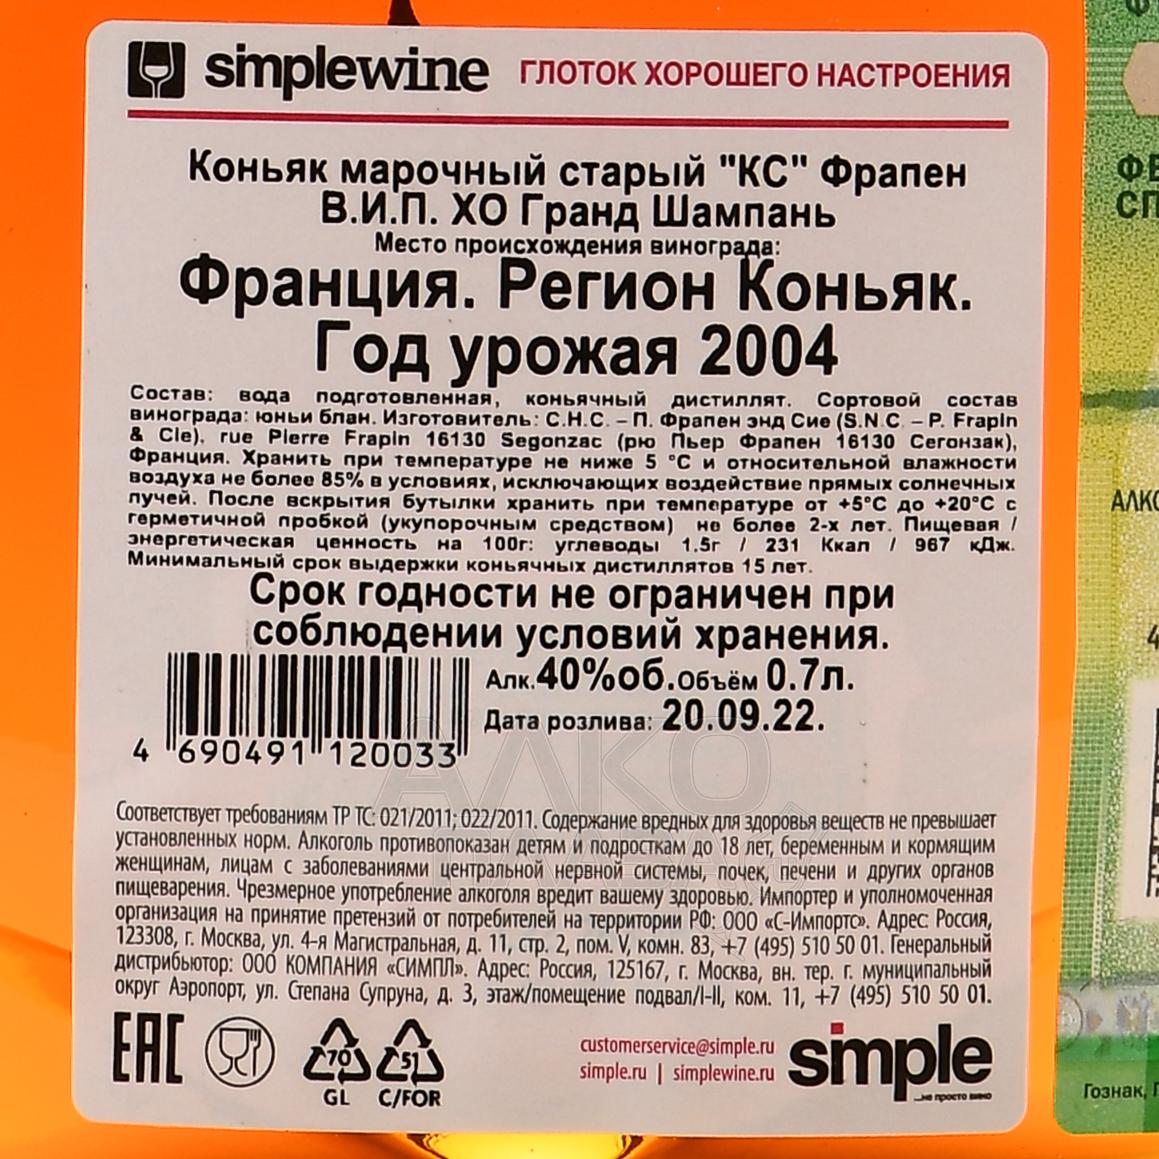 simplewine ГЛОТОК ХОРОШЕГО НАСТРОЕНИЯ
Коньяк марочный старый "КС" Фрапен
В.И.П. ХО Гранд Шампань
Место происхождения винограда:
Франция. Регион Коньяк.
Год урожая 2004
Состав: вода подготовленная, коньячный дистиллят. Сортовой состав
винограда: юньи блан. Изготовитель: С.Н.С. – П. Фрапен энд Сие (S.N.C. – P. Frapin
& Cie), rue Pierre Frapin 16130 Segonzac (рю Пьер Фрапен 16130 Сегонзак),
Франция. Хранить при температуре не ниже 5 °С и относительной влажности
воздуха не более 85% в условиях, исключающих воздействие прямых солнечных
лучей. После вскрытия бутылки хранить при температуре от +5°С до +20°С с
герметичной пробкой (укупорочным средством) не более 2-х лет. Пищевая /
энергетическая ценность на 100г: углеводы 1.5г / 231 Ккал / 967 кДж.
Минимальный срок выдержки коньячных дистиллятов 15 лет.
Срок годности не ограничен при
соблюдении условий хранения.
Алк.40%об.Объём 0.7л.
Дата розлива: 20.09.22.
4 690491 120033
Соответствует требованиям ТР ТС: 021/2011; 022/2011. Содержание вредных для здоровья веществ не превышает
установленных норм. Алкоголь противопоказан детям и подросткам до 18 лет, беременным и кормящим
женщинам, лицам с заболеваниями центральной нервной системы, почек, печени и других органов
пищеварения. Чрезмерное употребление алкоголя вредит вашему здоровью. Импортер и уполномоченная
организация на принятие претензий от потребителей на территории РФ: ООО «С-Импортс». Адрес: Россия,
123308, г. Москва, ул. 4-я Магистральная, д. 11, стр. 2, пом. V, комн. 83, +7 (495) 510 50 01. Генеральный
дистрибьютор: ООО КОМПАНИЯ «СИМПЛ». Адрес: Россия, 125167, г. Москва, вн. тер. г. муниципальный
округ Аэропорт, ул. Степана Супруна, д. 3, этаж/помещение подвал/I-II, ком. 11, +7 (495) 510 50 01.
EAC
70 51
GL C/FOR
customerservice@simple.ru
simple.ru | simplewine.ru
simple
...не просто вино
ФЕ
СП
АЛКО
4
Гознак,